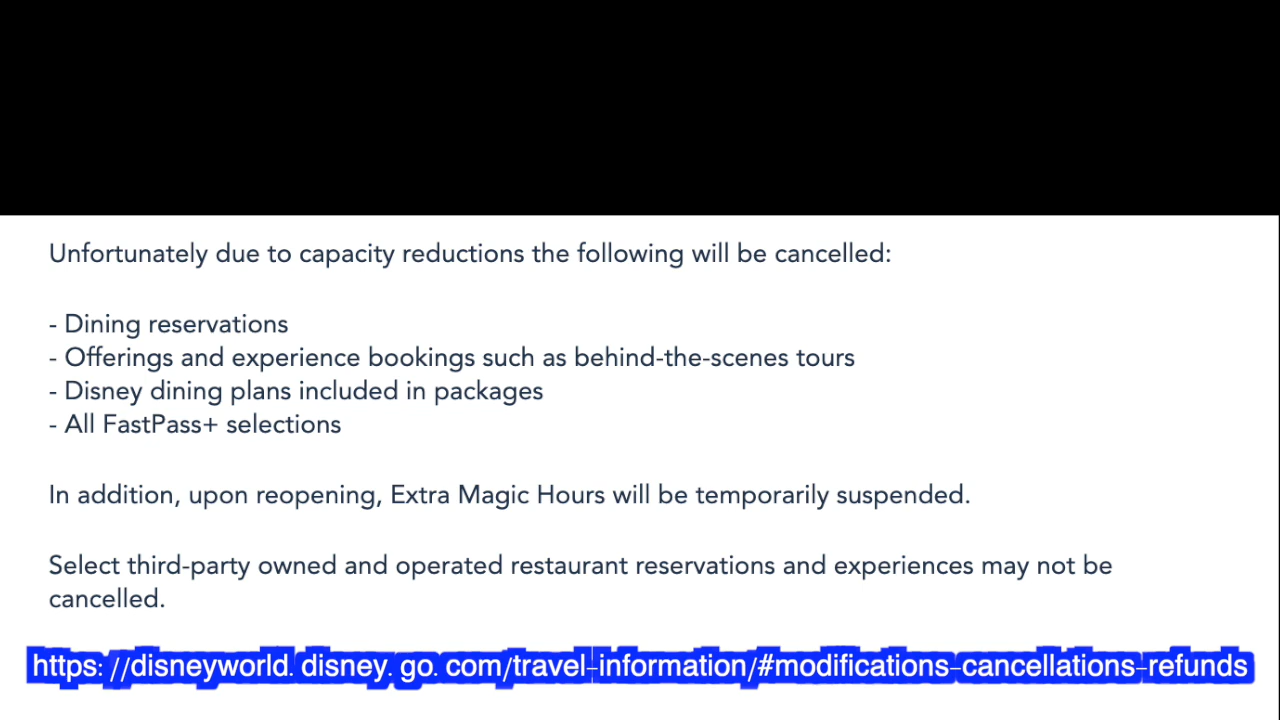 Unfortunately due to capacity reductions the following will be cancelled:
- Dining reservations
- Offerings and experience bookings such as behind-the-scenes tours
- Disney dining plans included in packages
- All FastPass+ selections
In addition, upon reopening, Extra Magic Hours will be temporarily suspended.
Select third-party owned and operated restaurant reservations and experiences may not be
cancelled.
https://disneyworld.disney.go.com/travel-information/#modifications-cancellations-refunds